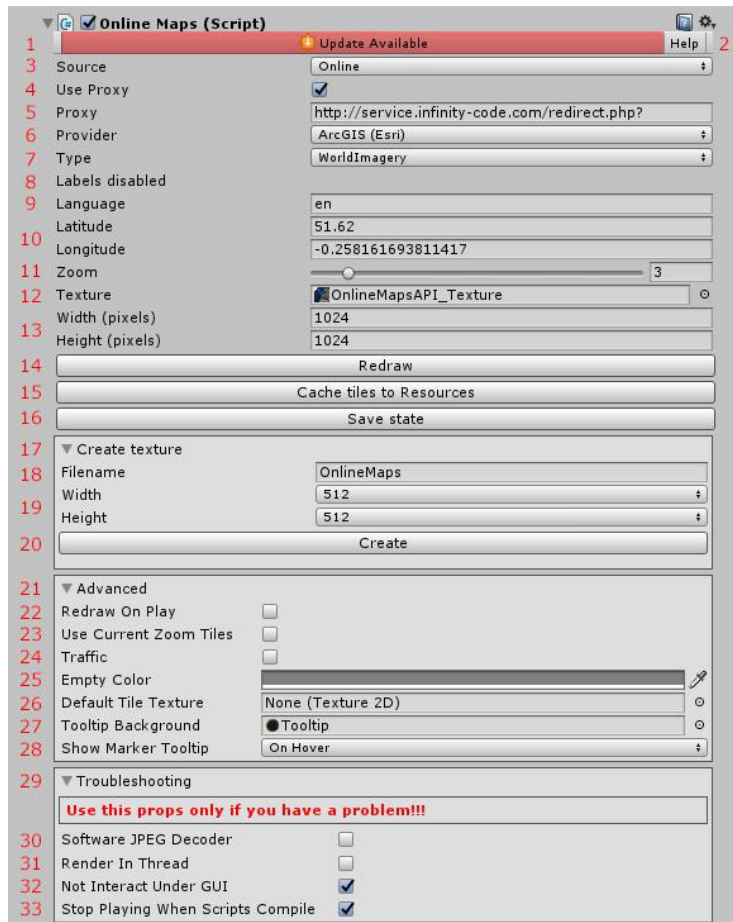 Online Maps (Script)
1 Update Available Help 2
3 Source Online
4 Use Proxy
5 Proxy http://service.infinity-code.com/redirect.php?
6 Provider ArcGIS (Esri)
7 Type WorldImagery
8 Labels disabled
9 Language en
10 Latitude 51.62
Longitude -0.258161693811417
11 Zoom 3
12 Texture OnlineMapsAPI_Texture
13 Width (pixels) 1024
Height (pixels) 1024
14 Redraw
15 Cache tiles to Resources
16 Save state
17 Create texture
18 Filename OnlineMaps
19 Width 512
Height 512
20 Create
21 Advanced
22 Redraw On Play
23 Use Current Zoom Tiles
24 Traffic
25 Empty Color
26 Default Tile Texture None (Texture 2D)
27 Tooltip Background Tooltip
28 Show Marker Tooltip On Hover
29 Troubleshooting
Use this props only if you have a problem!!!
30 Software JPEG Decoder
31 Render In Thread
32 Not Interact Under GUI
33 Stop Playing When Scripts Compile